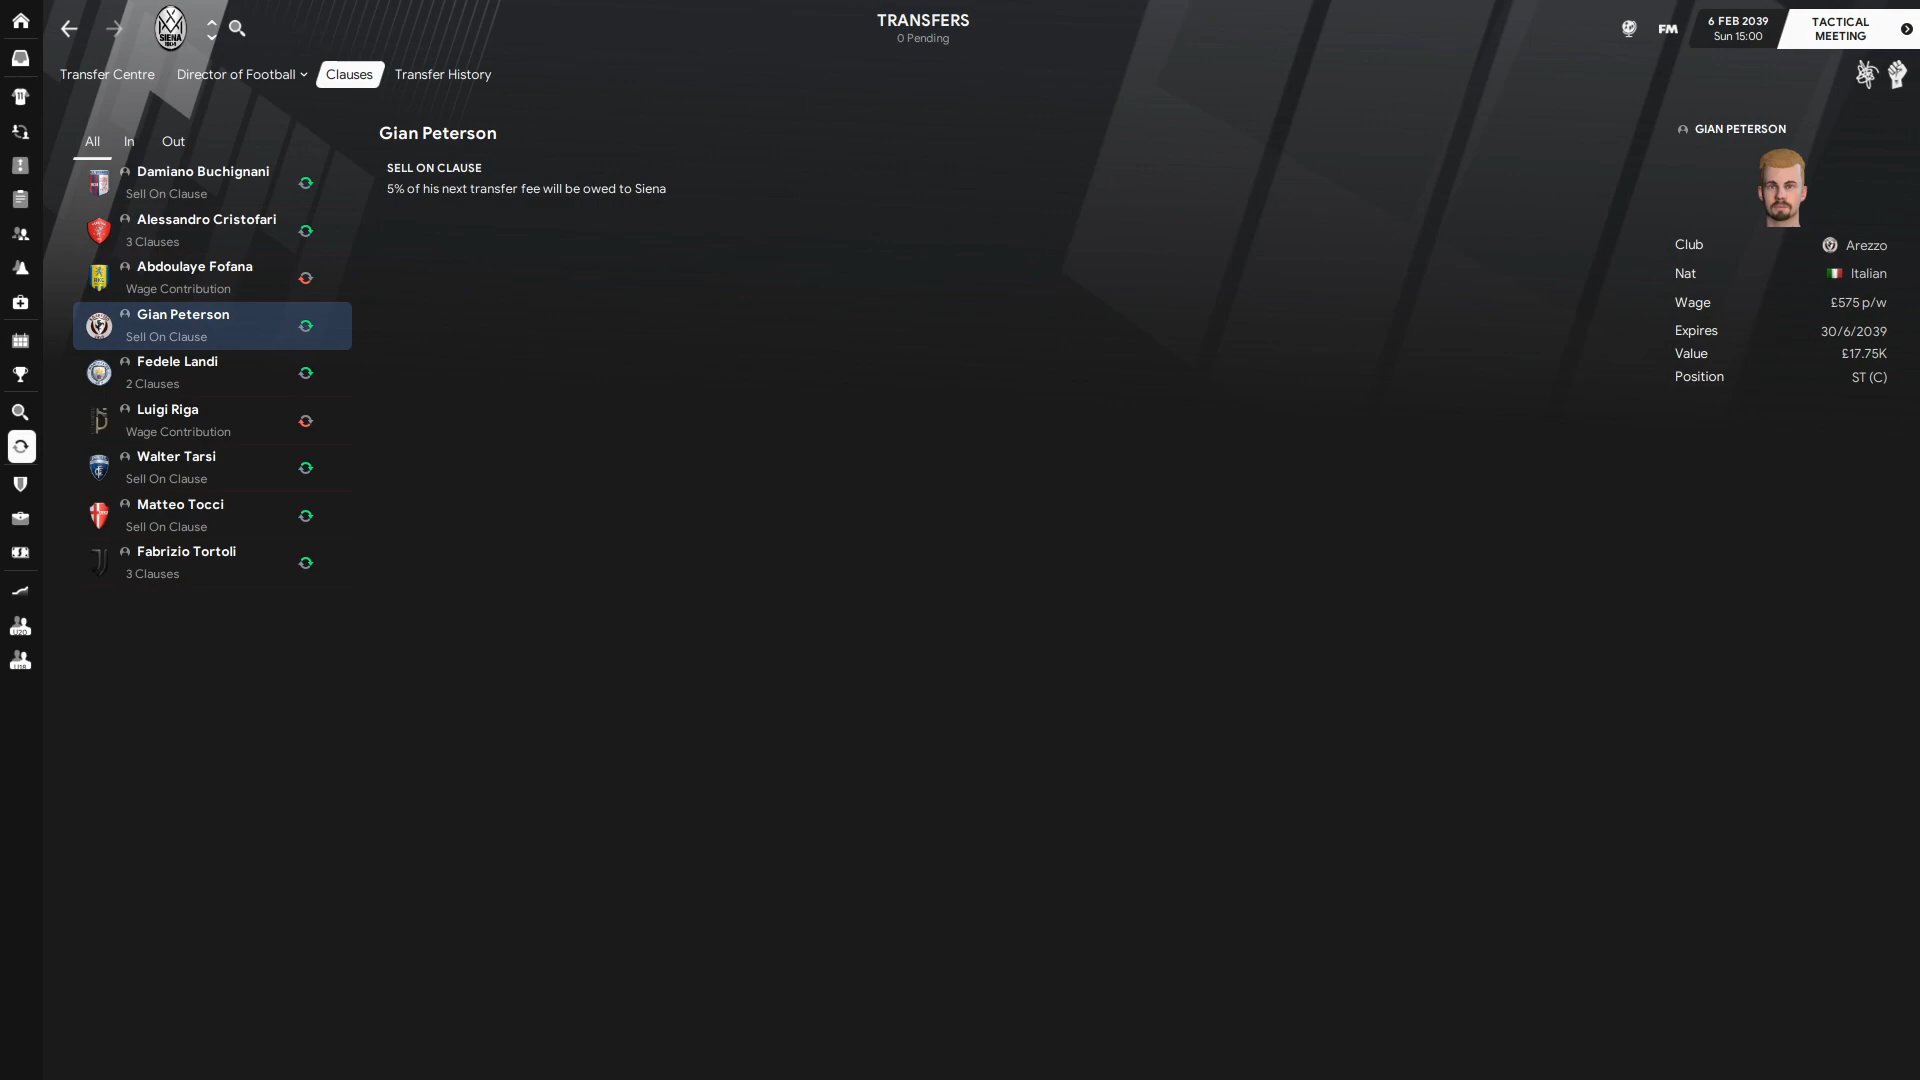 SIENA
1904
TRANSFERS
0 Pending
FM
6 FEB 2039
Sun 15:00
TACTICAL
MEETING
Transfer Centre
Director of Football
Clauses
Transfer History
All
In
Out
Damiano Buchignani
Sell On Clause
Alessandro Cristofari
3 Clauses
Abdoulaye Fofana
Wage Contribution
Gian Peterson
Sell On Clause
Fedele Landi
2 Clauses
Luigi Riga
Wage Contribution
Walter Tarsi
Sell On Clause
Matteo Tocci
Sell On Clause
Fabrizio Tortoli
3 Clauses
Gian Peterson
SELL ON CLAUSE
5% of his next transfer fee will be owed to Siena
GIAN PETERSON
Club
Arezzo
Nat
Italian
Wage
£575 p/w
Expires
30/6/2039
Value
£17.75K
Position
ST (C)
11
U20
U18